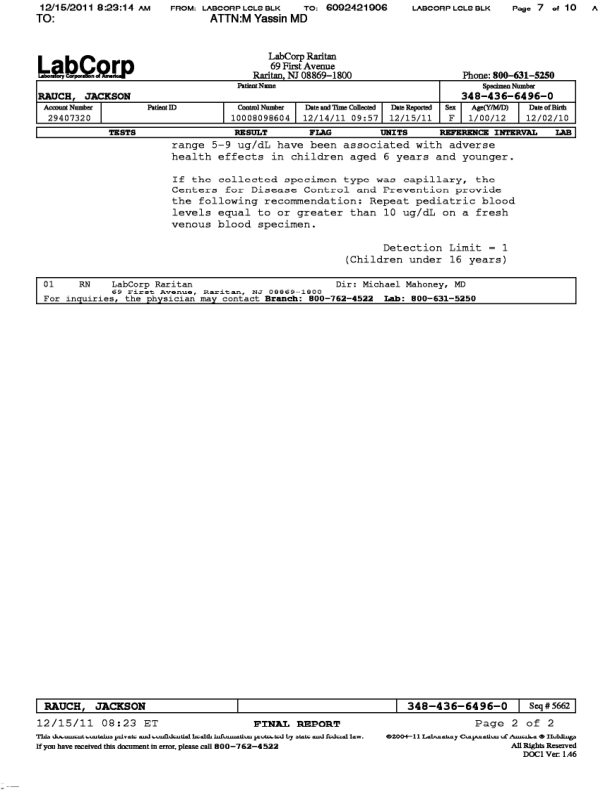 12/15/2011 8:23:14 AM FROM: LABCORP LCLS BLK TO: 6092421906 LABCORP LCLS BLK Page 7 of 10 A
TO: ATTN:M Yassin MD
LabCorp
Laboratory Corporation of America
LabCorp Raritan
69 First Avenue
Raritan, NJ 08869-1800 Phone: 800-631-5250
Patient Name Specimen Number
RAUCH, JACKSON 348-436-6496-0
Account Number Patient ID Control Number Date and Time Collected Date Reported Sex Age(Y/M/D) Date of Birth
29407320 10008098604 12/14/11 09:57 12/15/11 F 1/00/12 12/02/10
TESTS RESULT FLAG UNITS REFERENCE INTERVAL LAB
range 5-9 ug/dL have been associated with adverse
health effects in children aged 6 years and younger.
If the collected specimen type was capillary, the
Centers for Disease Control and Prevention provide
the following recommendation: Repeat pediatric blood
levels equal to or greater than 10 ug/dL on a fresh
venous blood specimen.
Detection Limit = 1
(Children under 16 years)
01 RN LabCorp Raritan Dir: Michael Mahoney, MD
69 First Avenue, Raritan, NJ 08869-1800
For inquiries, the physician may contact Branch: 800-762-4522 Lab: 800-631-5250
RAUCH, JACKSON 348-436-6496-0 Seq # 5662
12/15/11 08:23 ET FINAL REPORT Page 2 of 2
This document contains private and confidential health information protected by state and federal law. ©2004-11 Laboratory Corporation of America ® Holdings
If you have received this document in error, please call 800-762-4522 All Rights Reserved
DOC1 Ver: 1.46